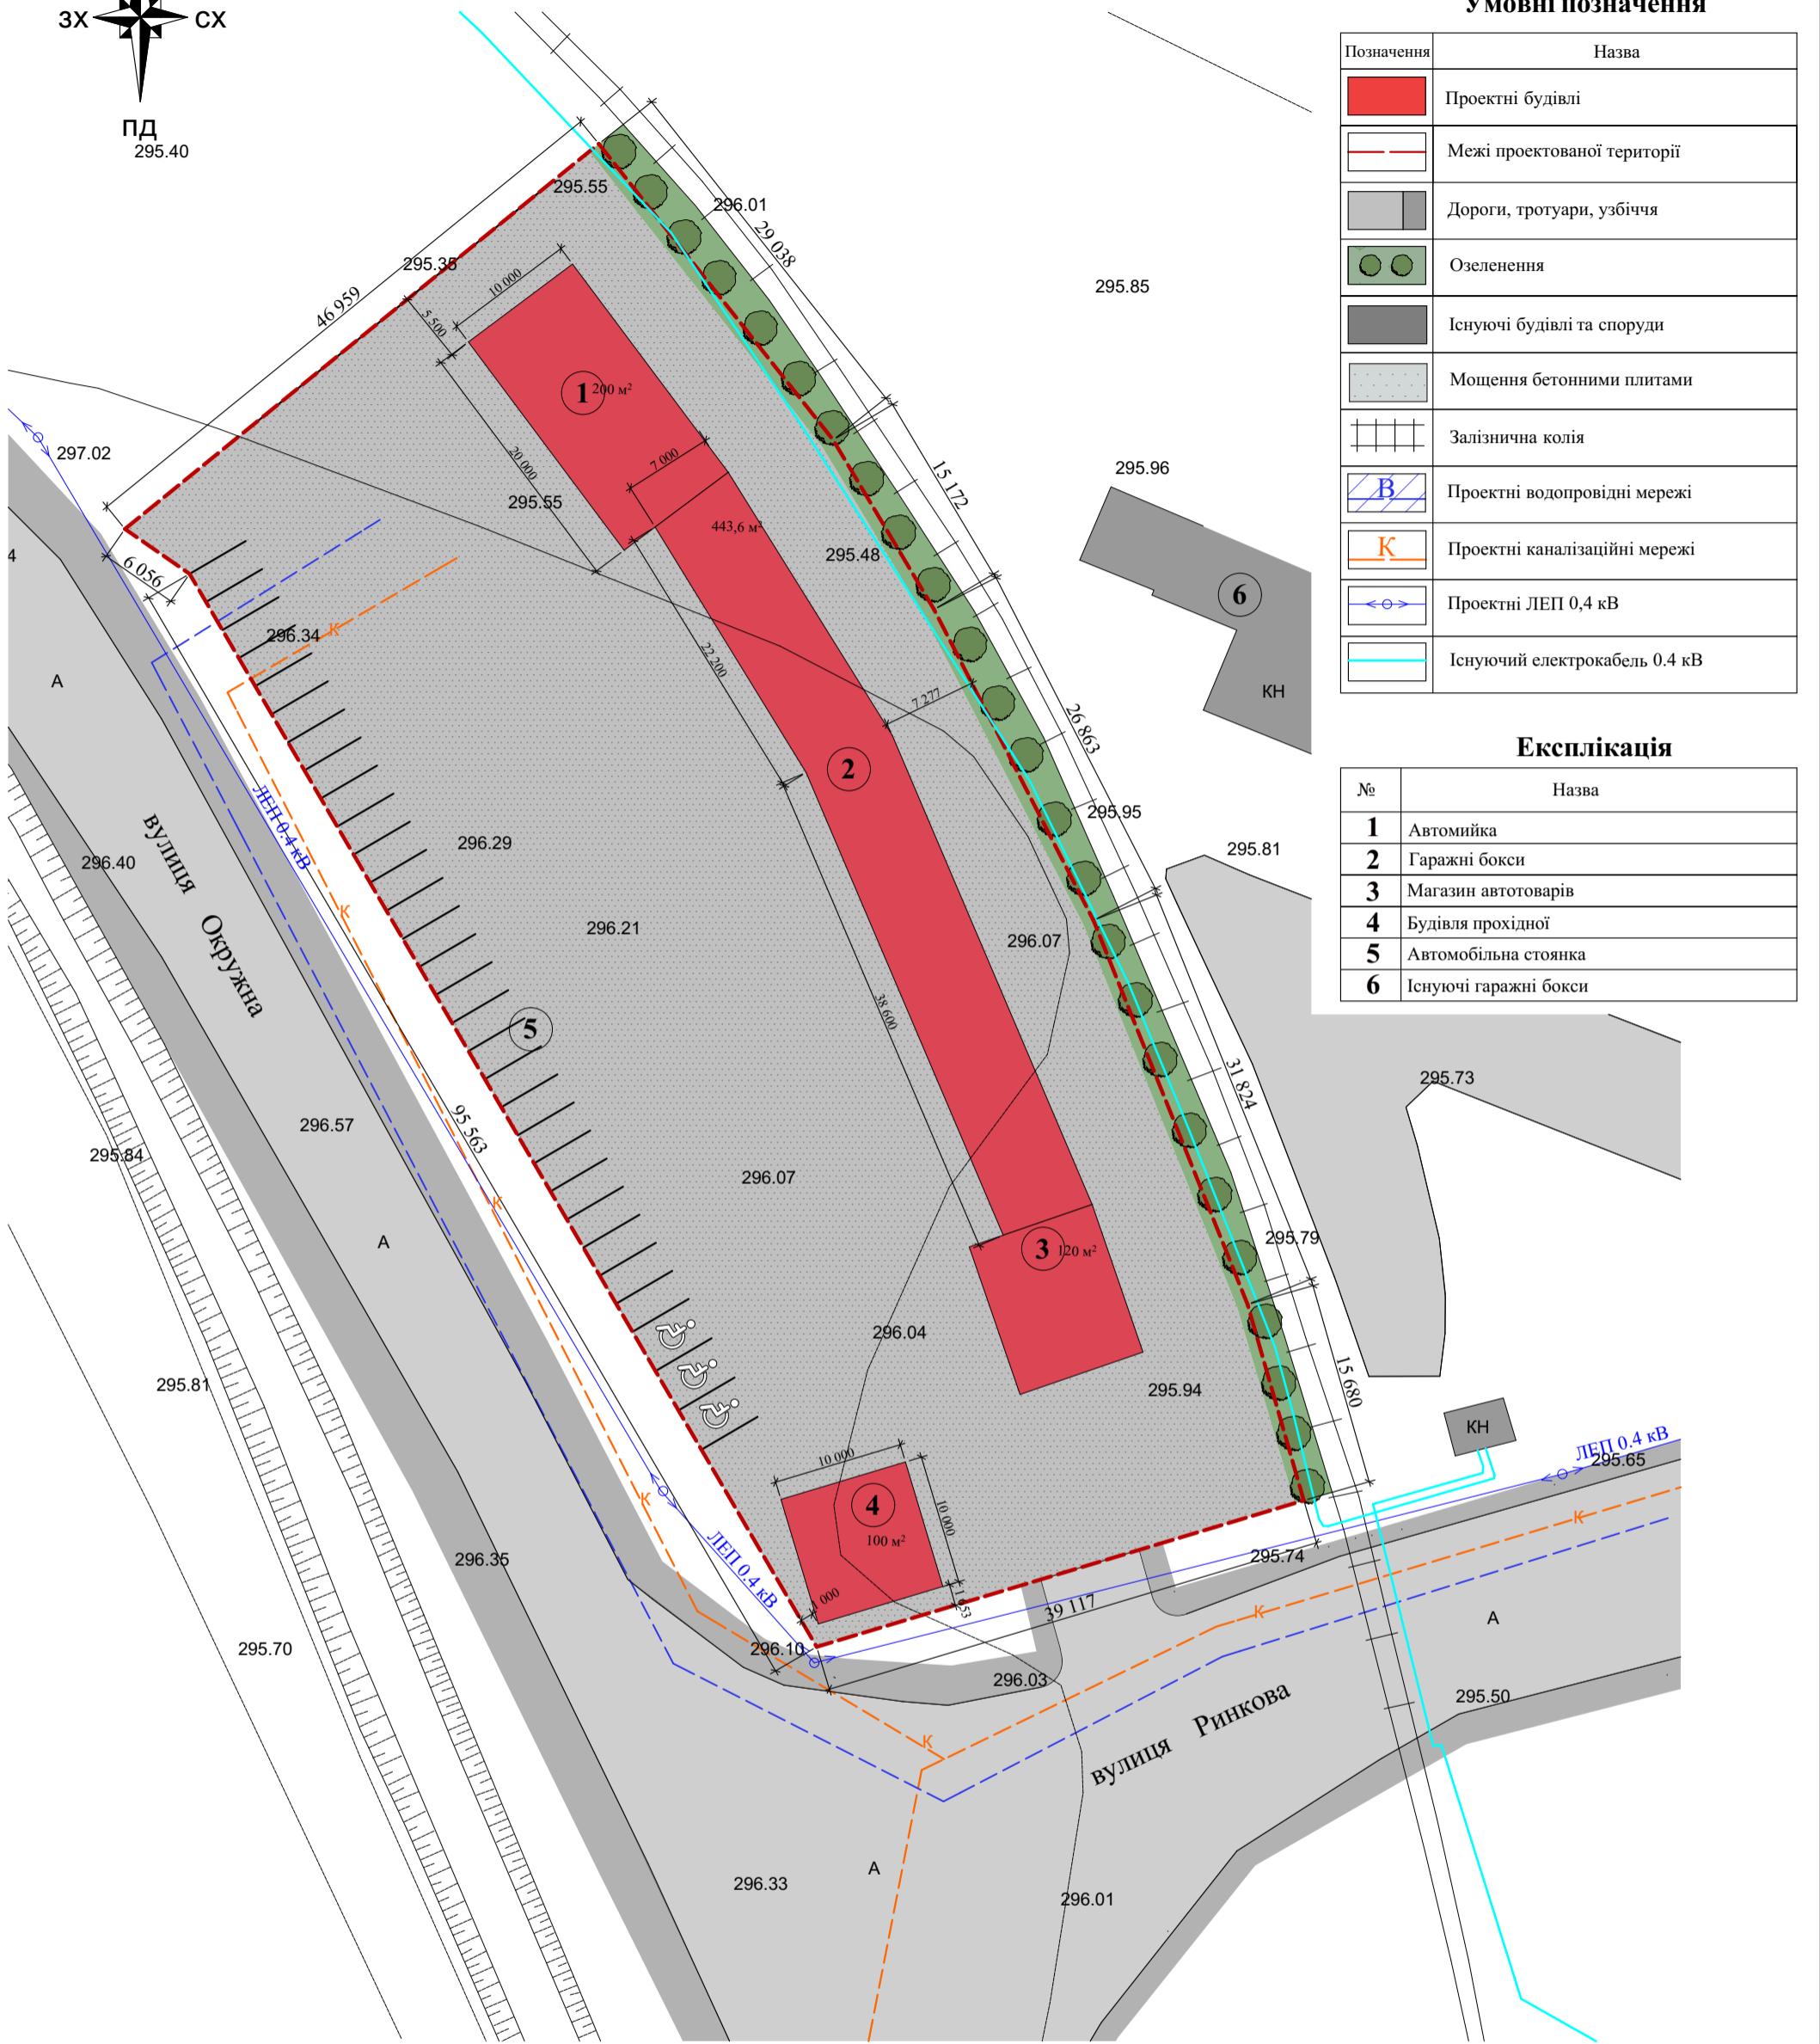 Умовні позначення
ЗХ СХ
ПД
Позначення Назва
Проектні будівлі
Межі проектованої території
Дороги, тротуари, узбіччя
Озеленення
Існуючі будівлі та споруди
Мощення бетонними плитами
Залізнична колія
В Проектні водопровідні мережі
К Проектні каналізаційні мережі
Проектні ЛЕП 0,4 кВ
Існуючий електрокабель 0.4 кВ
Експлікація
№ Назва
1 Автомийка
2 Гаражні бокси
3 Магазин автотоварів
4 Будівля прохідної
5 Автомобільна стоянка
6 Існуючі гаражні бокси
295.40
295.55
296.01
29 038
295.35
10 000
46 959
5 500
295.85
1 200 м²
297.02
20 000
7 000
295.55
443,6 м²
15 172
295.96
295.48
4
6 056
6
296.34
К
22 200
7 277
А
КН
26 863
2
ЛЕП 0.4 кВ
296.29
295.95
295.81
296.40
вулиця Окружна
К
296.21
296.07
38 600
5
95 563
296.57
31 824
295.73
295.84
296.07
К
А
3 120 м²
295.79
296.04
295.81
295.94
15 680
КН
ЛЕП 0.4 кВ
295.65
10 000
4
100 м²
10 000
К
К
296.35
ЛЕП 0.4 кВ
295.74
1 000
1 653
39 117
К
А
295.70
296.10
296.03
295.50
вулиця Ринкова
К
А
296.33
296.01